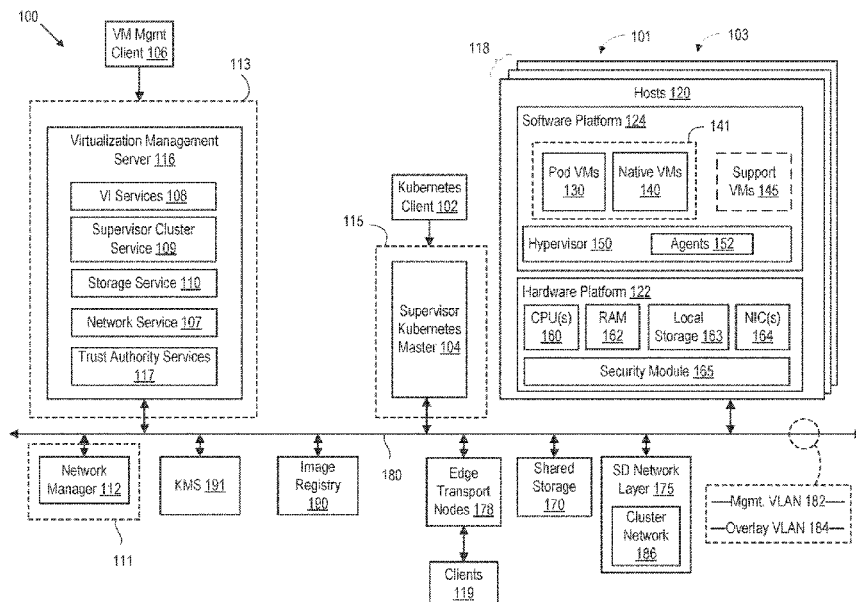 100
VM Mgmt
Client 106
113
Virtualization Management
Server 116
VI Services 108
Supervisor Cluster
Service 109
Storage Service 110
Network Service 107
Trust Authority Services
117
Kubernetes
Client 102
115
Supervisor
Kubernetes
Master 104
118
101
103
Hosts 120
Software Platform 124
141
Pod VMs
130
Native VMs
140
Support
VMs 145
Hypervisor 150
Agents 152
Hardware Platform 122
CPU(s)
160
RAM
162
Local
Storage 163
NIC(s)
164
Security Module 165
180
Network
Manager 112
111
KMS 191
Image
Registry
190
Edge
Transport
Nodes 178
Clients
119
Shared
Storage
170
SD Network
Layer 175
Cluster
Network
186
Mgmt. VLAN 182
Overlay VLAN 184